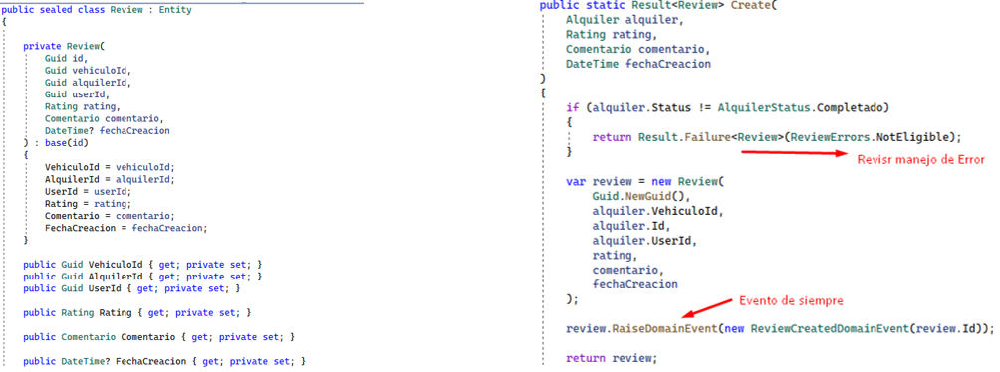 public sealed class Review : Entity
{
    private Review(
        Guid id,
        Guid vehiculoId,
        Guid alquilerId,
        Guid userId,
        Rating rating,
        Comentario comentario,
        DateTime? fechaCreacion
    ) : base(id)
    {
        VehiculoId = vehiculoId;
        AlquilerId = alquilerId;
        UserId = userId;
        Rating = rating;
        Comentario = comentario;
        FechaCreacion = fechaCreacion;
    }
    public Guid VehiculoId { get; private set; }
    public Guid AlquilerId { get; private set; }
    public Guid UserId { get; private set; }
    public Rating Rating { get; private set; }
    public Comentario Comentario { get; private set; }
    public DateTime? FechaCreacion { get; private set; }
public static Result<Review> Create(
    Alquiler alquiler,
    Rating rating,
    Comentario comentario,
    DateTime fechaCreacion
)
{
    if (alquiler.Status != AlquilerStatus.Completado)
    {
        return Result.Failure<Review>(ReviewErrors.NotEligible);
    }
Revisr manejo de Error
    var review = new Review(
        Guid.NewGuid(),
        alquiler.VehiculoId,
        alquiler.Id,
        alquiler.UserId,
        rating,
        comentario,
        fechaCreacion
    );
Evento de siempre
    review.RaiseDomainEvent(new ReviewCreatedDomainEvent(review.Id));
    return review;